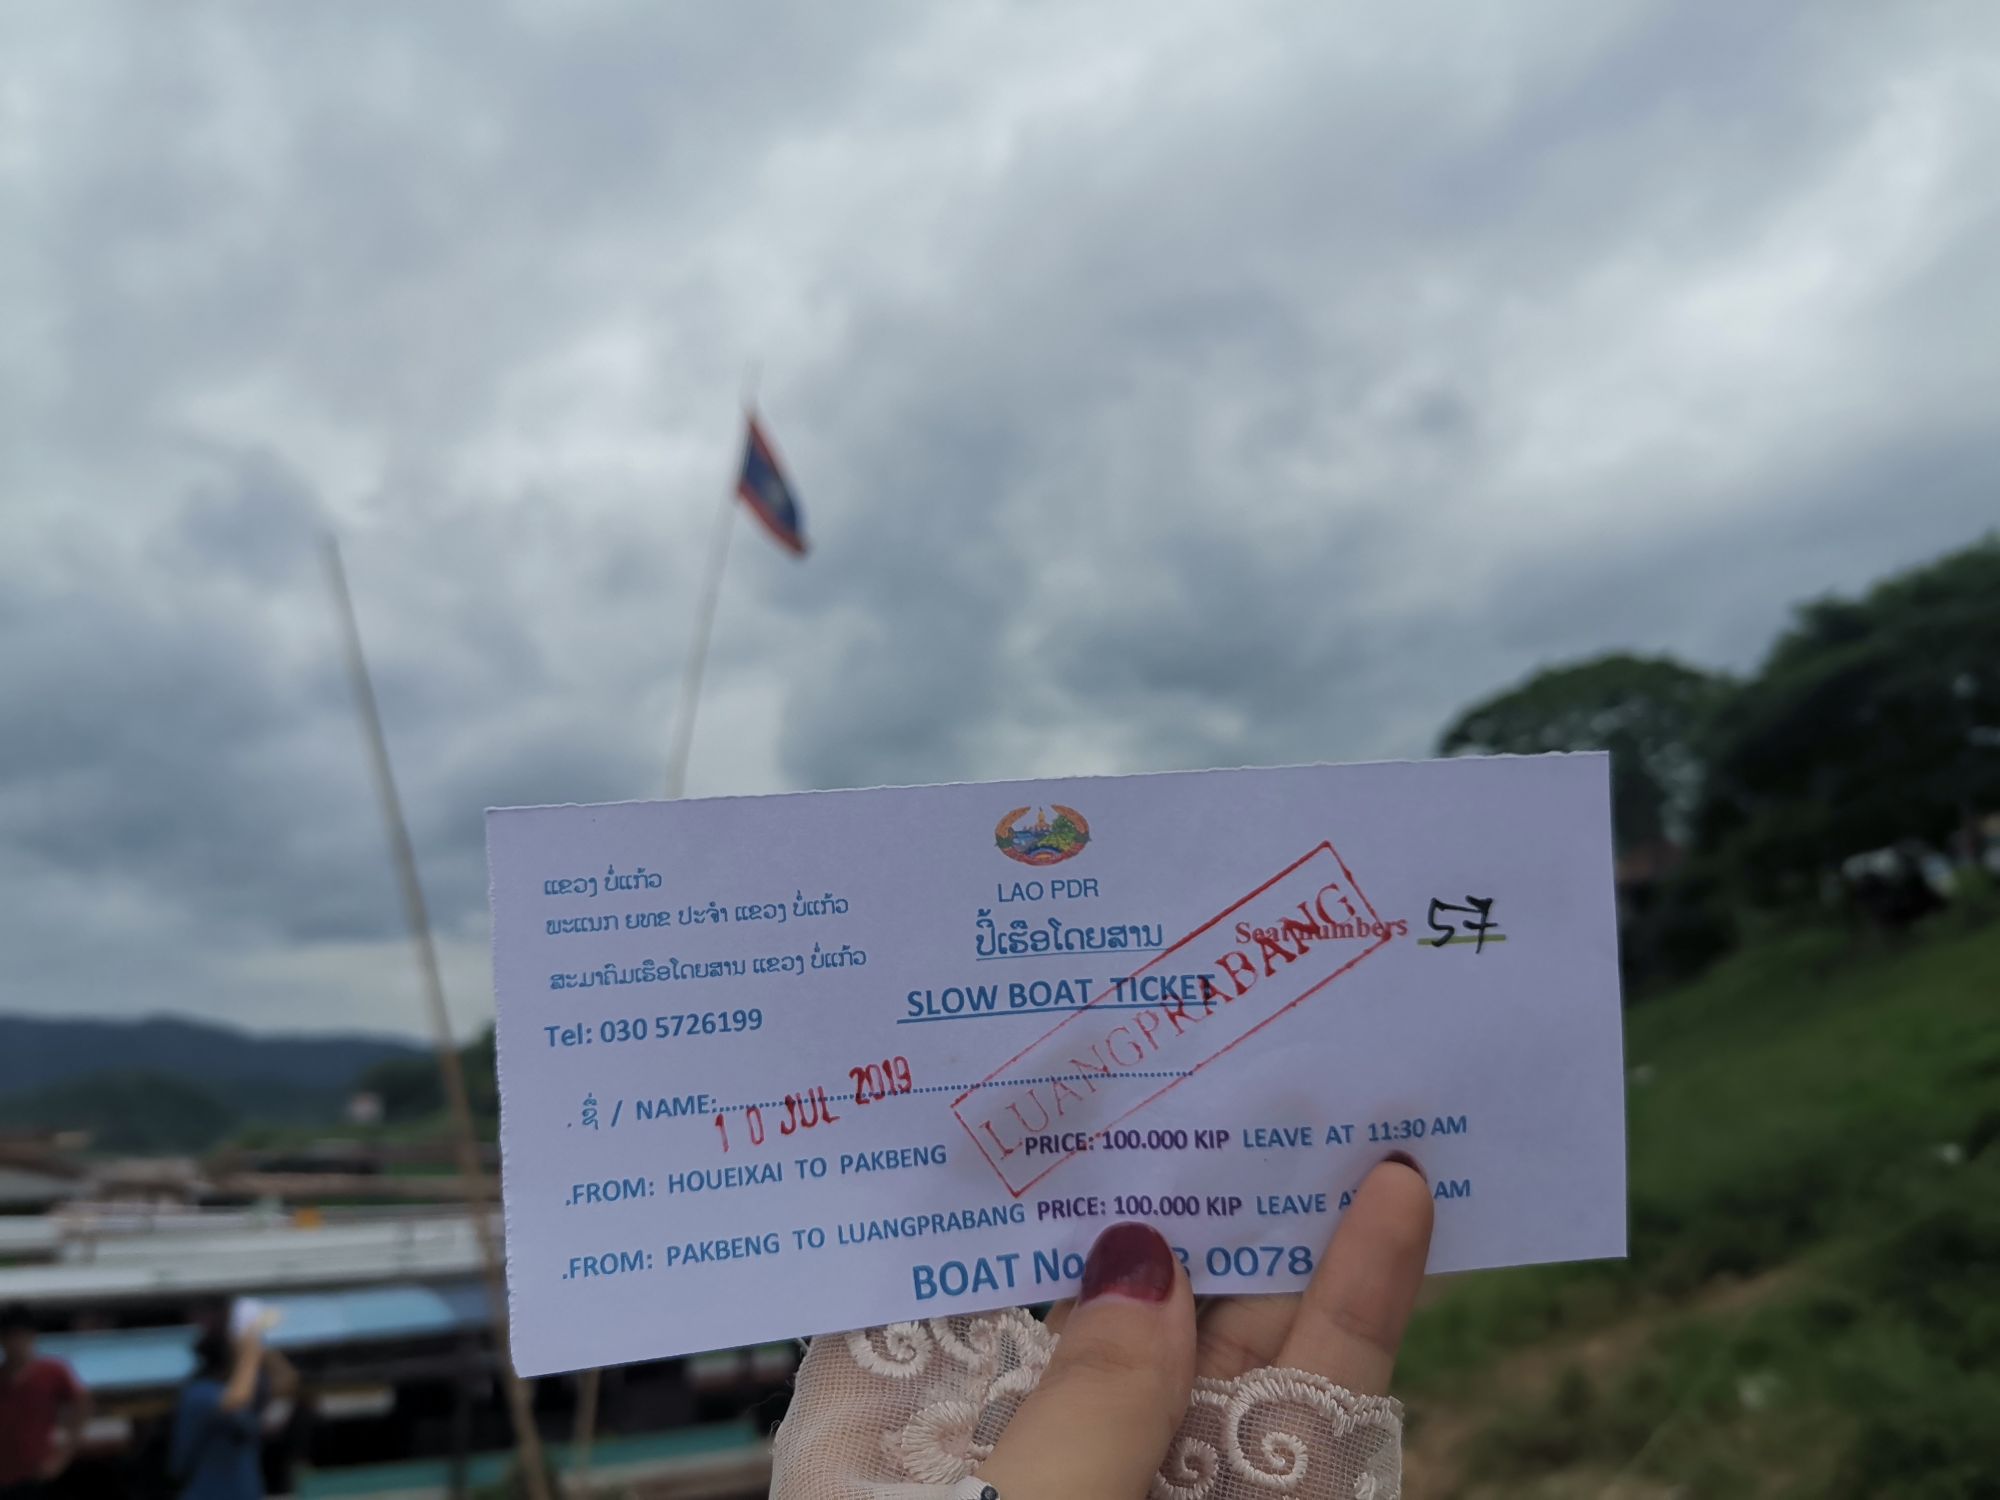 LAO PDR
ແຂວງ ບໍ່ແກ້ວ
ພະແນກ ຍທຂ ປະຈຳ ແຂວງ ບໍ່ແກ້ວ
ປີ້ເຮືອໂດຍສານ
Seat numbers 57
ສະມາຄົມເຮືອໂດຍສານ ແຂວງ ບໍ່ແກ້ວ
SLOW BOAT TICKET
Tel: 030 5726199
LUANGPRABANG
. ຊື່ / NAME:
10 JUL 2019
.FROM: HOUEIXAI TO PAKBENG PRICE: 100.000 KIP LEAVE AT 11:30 AM
.FROM: PAKBENG TO LUANGPRABANG PRICE: 100.000 KIP LEAVE AM
BOAT No 0078